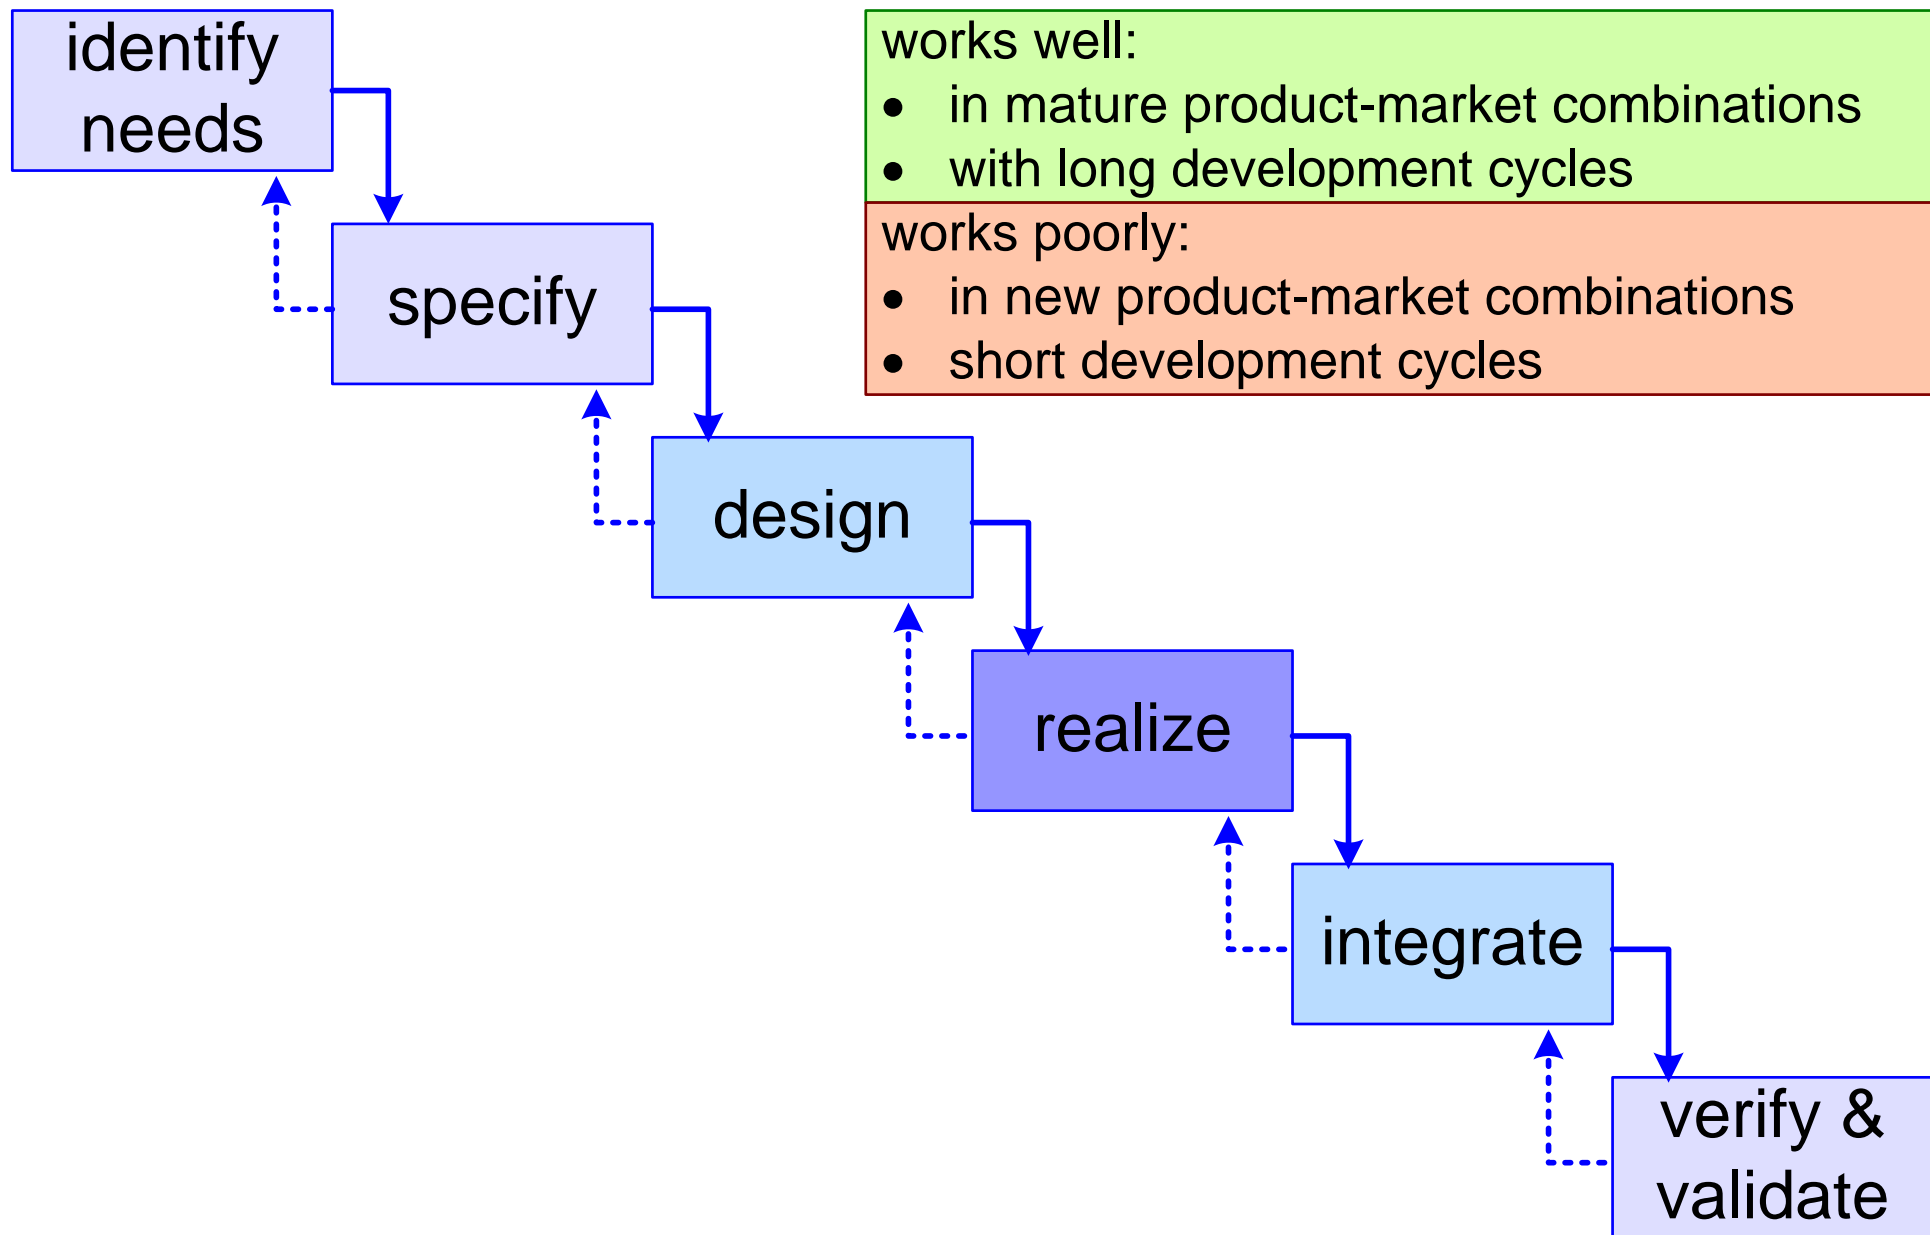 identify
needs
works well:
• in mature product-market combinations
• with long development cycles
works poorly:
• in new product-market combinations
• short development cycles
specify
design
realize
integrate
verify &
validate